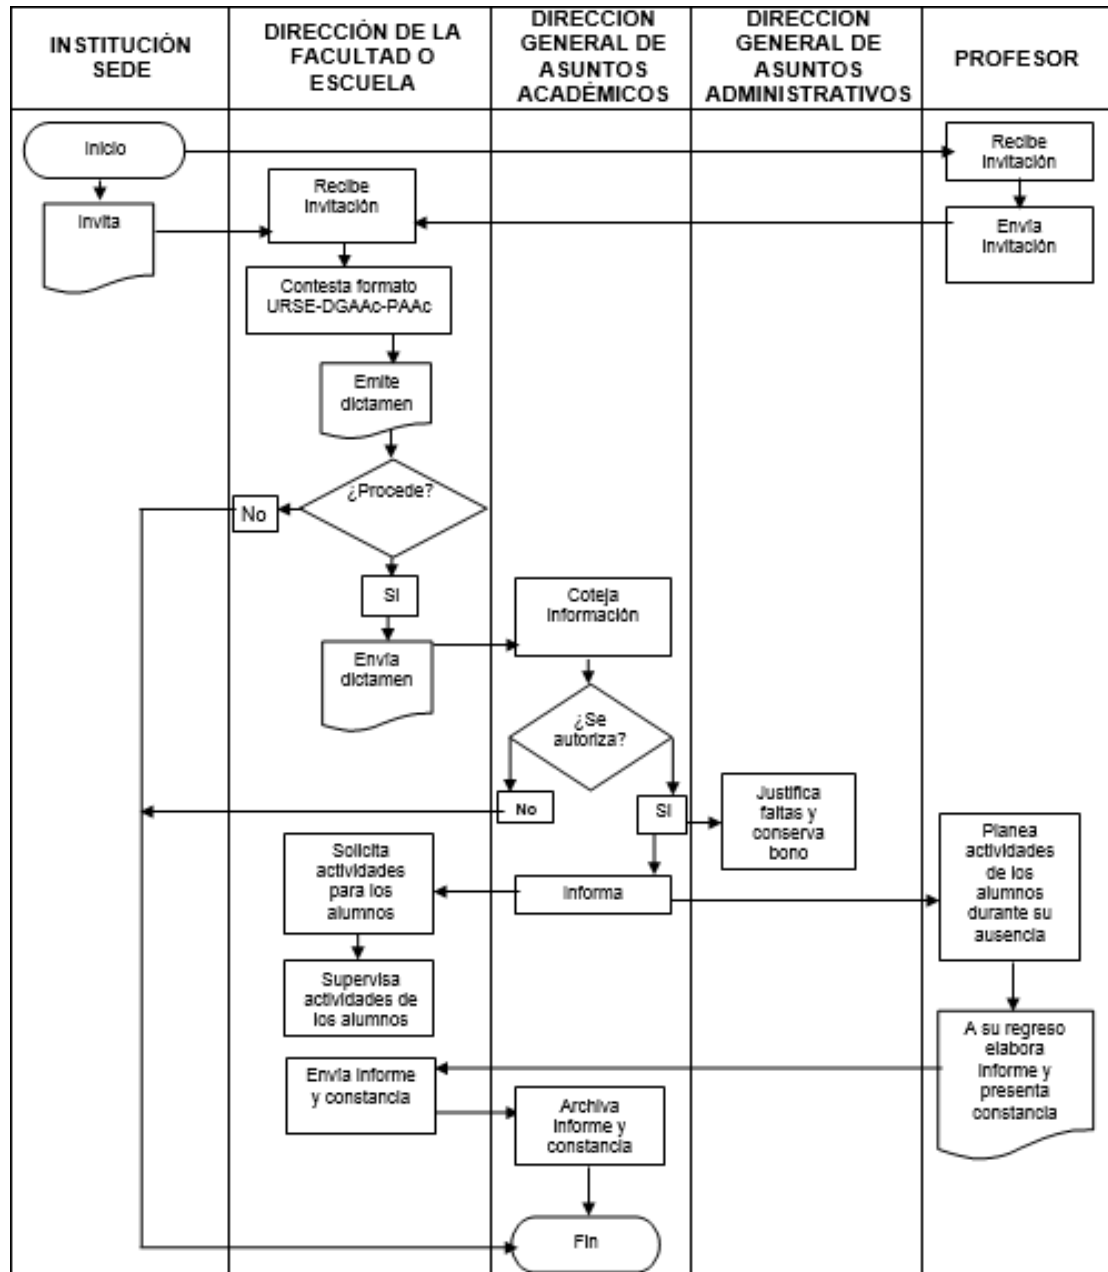 INSTITUCIÓN
SEDE
DIRECCIÓN DE LA
FACULTAD O
ESCUELA
DIRECCION
GENERAL DE
ASUNTOS
ACADÉMICOS
DIRECCION
GENERAL DE
ASUNTOS
ADMINISTRATIVOS
PROFESOR
Inicio
Recibe
Invitación
Invita
Recibe
Invitación
Envía
Invitación
Contesta formato
URSE-DGAAc-PAAc
Emite
dictamen
¿Procede?
No
SI
Coteja
Información
Envía
dictamen
¿Se
autoriza?
No
SI
Justifica
faltas y
conserva
bono
Planea
actividades
de los
alumnos
durante su
ausencia
Solicita
actividades
para los
alumnos
Informa
Supervisa
actividades de
los alumnos
A su regreso
elabora
Informe y
presenta
constancia
Envía Informe
y constancia
Archiva
Informe y
constancia
Fin